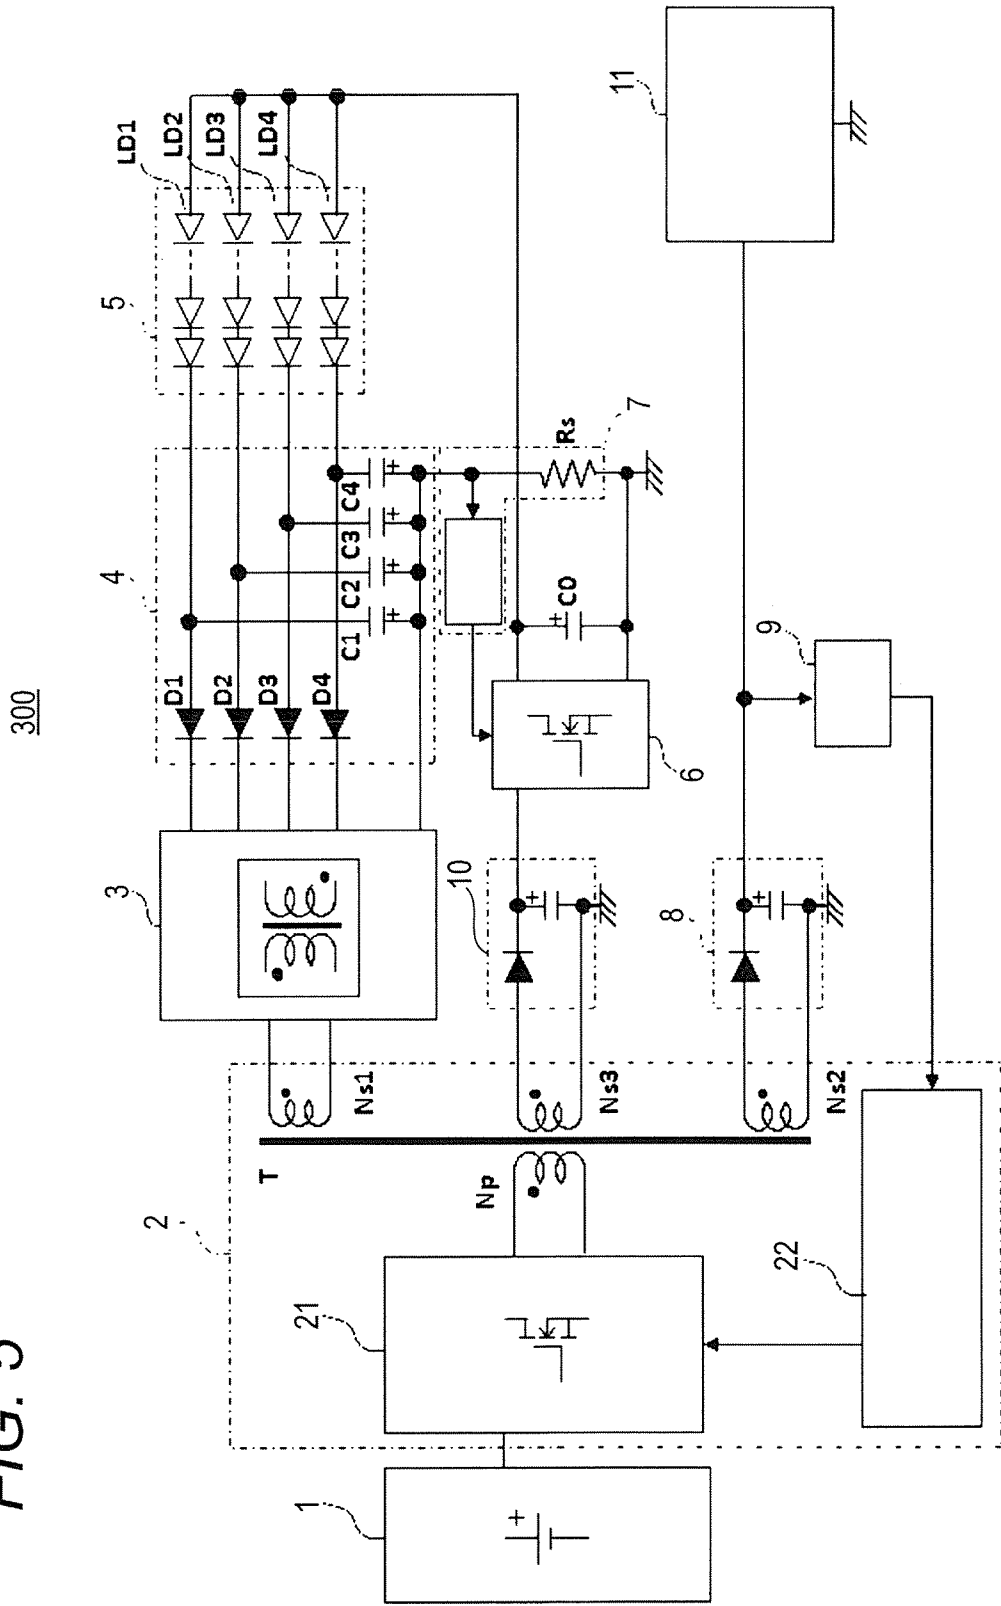 FIG. 5
300
1
2
21
22
T
Np
Ns1
Ns3
Ns2
3
10
8
4
D1
D2
D3
D4
C1
C2
C3
C4
+
+
+
+
5
LD1
LD2
LD3
LD4
6
C0
+
Rs
7
9
11
+
+
+